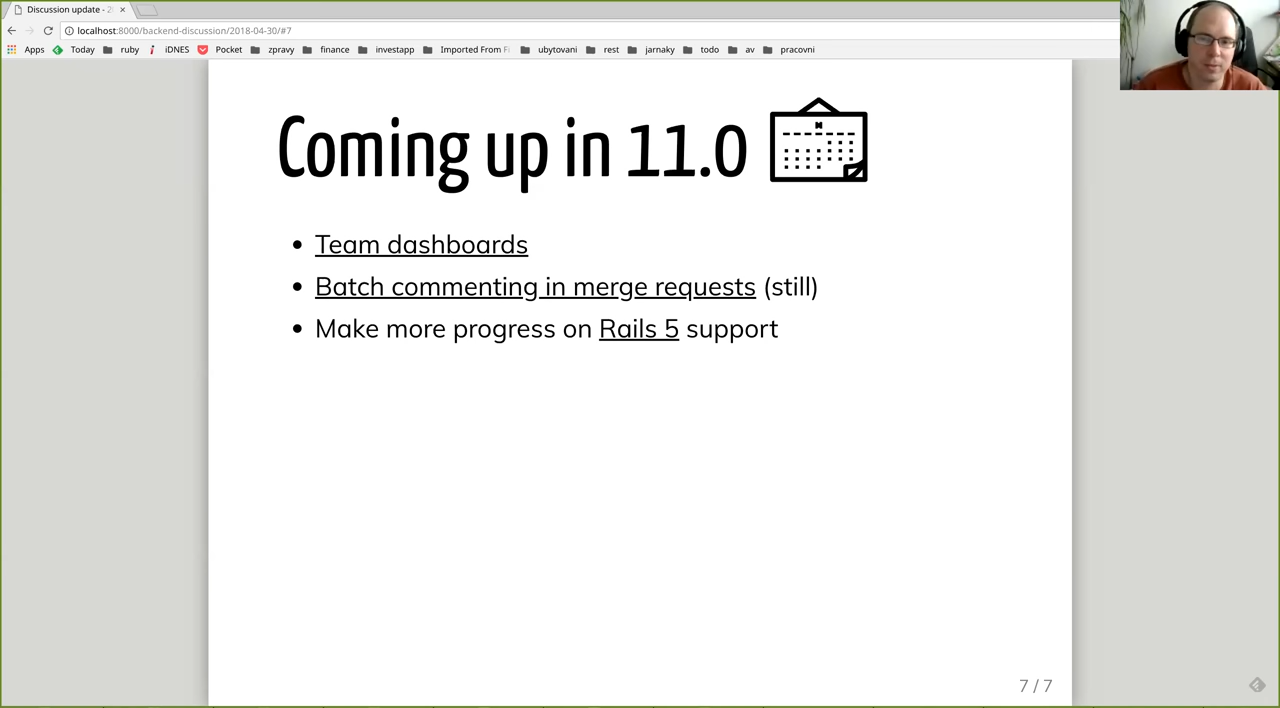 Discussion update - 2
localhost:8000/backend-discussion/2018-04-30/#7
Apps Today ruby iDNES Pocket zpravy finance investapp Imported From Fi ubytovani rest jarnaky todo av pracovni
Coming up in 11.0
• Team dashboards
• Batch commenting in merge requests (still)
• Make more progress on Rails 5 support
7 / 7